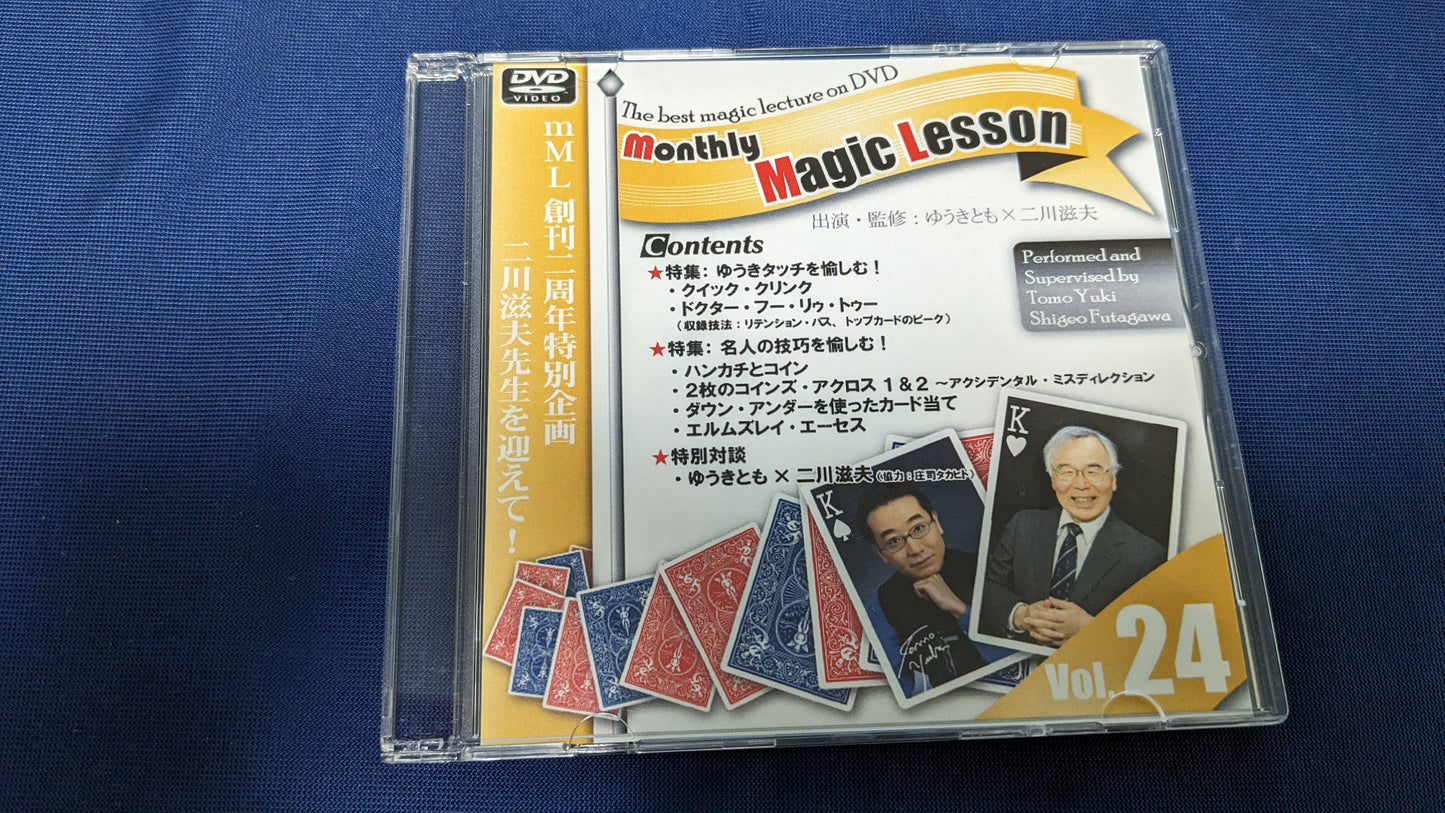 DVD
VIDEO
mML 創刊二周年特別企画
二川滋夫先生を迎えて！
The best magic lecture on DVD
Monthly
Magic Lesson
出演・監修：ゆうきとも×二川滋夫
Contents
★特集：ゆうきタッチを愉しむ！
・クイック・クリンク
・ドクター・フー・リゥ・トゥー
（収録技法：リテンション・パス、トップカードのピーク）
★特集：名人の技巧を愉しむ！
・ハンカチとコイン
・2枚のコインズ・アクロス 1＆2 ～アクシデンタル・ミスディレクション
・ダウン・アンダーを使ったカード当て
・エルムズレイ・エーセス
★特別対談
・ゆうきとも × 二川滋夫（協力：庄司タカヒト）
Performed and
Supervised by
Tomo Yuki
Shigeo Futagawa
K
K
Tomo
Yuki
Vol. 24